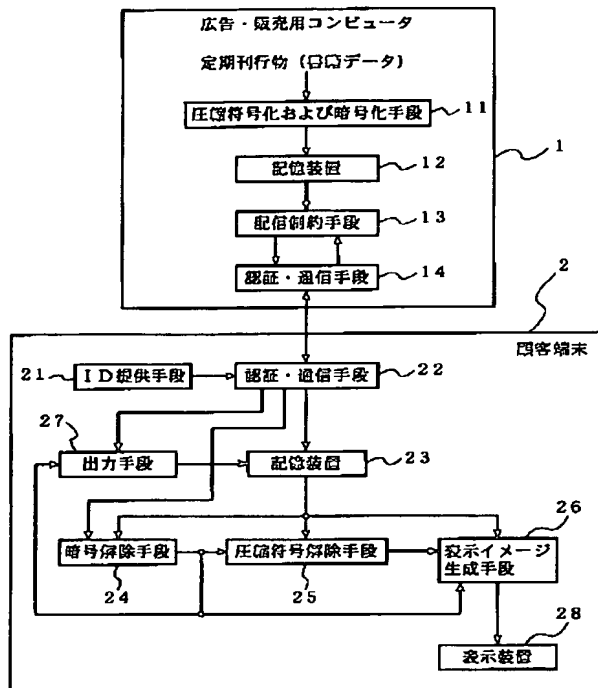 広告・販売用コンピュータ
定期刊行物（書籍データ）
圧縮符号化および暗号化手段
11
1
記憶装置
12
配信制約手段
13
認証・通信手段
14
2
顧客端末
21
ID提供手段
認証・通信手段
22
27
出力手段
記憶装置
23
26
暗号解除手段
圧縮符号解除手段
表示イメージ
生成手段
24
25
28
表示装置